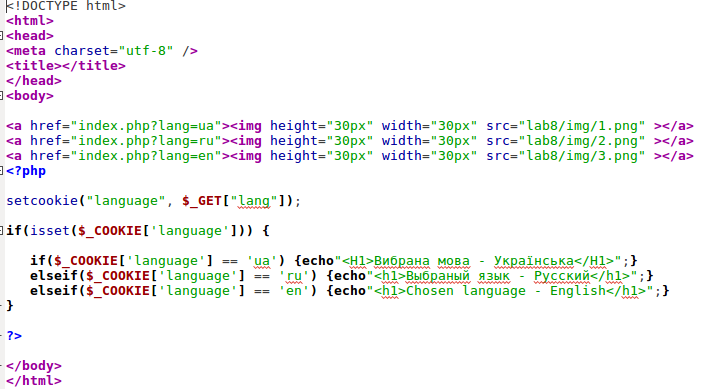 <!DOCTYPE html>
<html>
<head>
<meta charset="utf-8" />
<title></title>
</head>
<body>
<a href="index.php?lang=ua"><img height="30px" width="30px" src="lab8/img/1.png" ></a>
<a href="index.php?lang=ru"><img height="30px" width="30px" src="lab8/img/2.png" ></a>
<a href="index.php?lang=en"><img height="30px" width="30px" src="lab8/img/3.png" ></a>
<?php
setcookie("language", $_GET["lang"]);
if(isset($_COOKIE['language'])) {
if($_COOKIE['language'] == 'ua') {echo"<H1>Вибрана мова - Українська</H1>";}
elseif($_COOKIE['language'] == 'ru') {echo"<h1>Выбраный язык - Русский</h1>";}
elseif($_COOKIE['language'] == 'en') {echo"<h1>Chosen language - English</h1>";}
}
?>
</body>
</html>